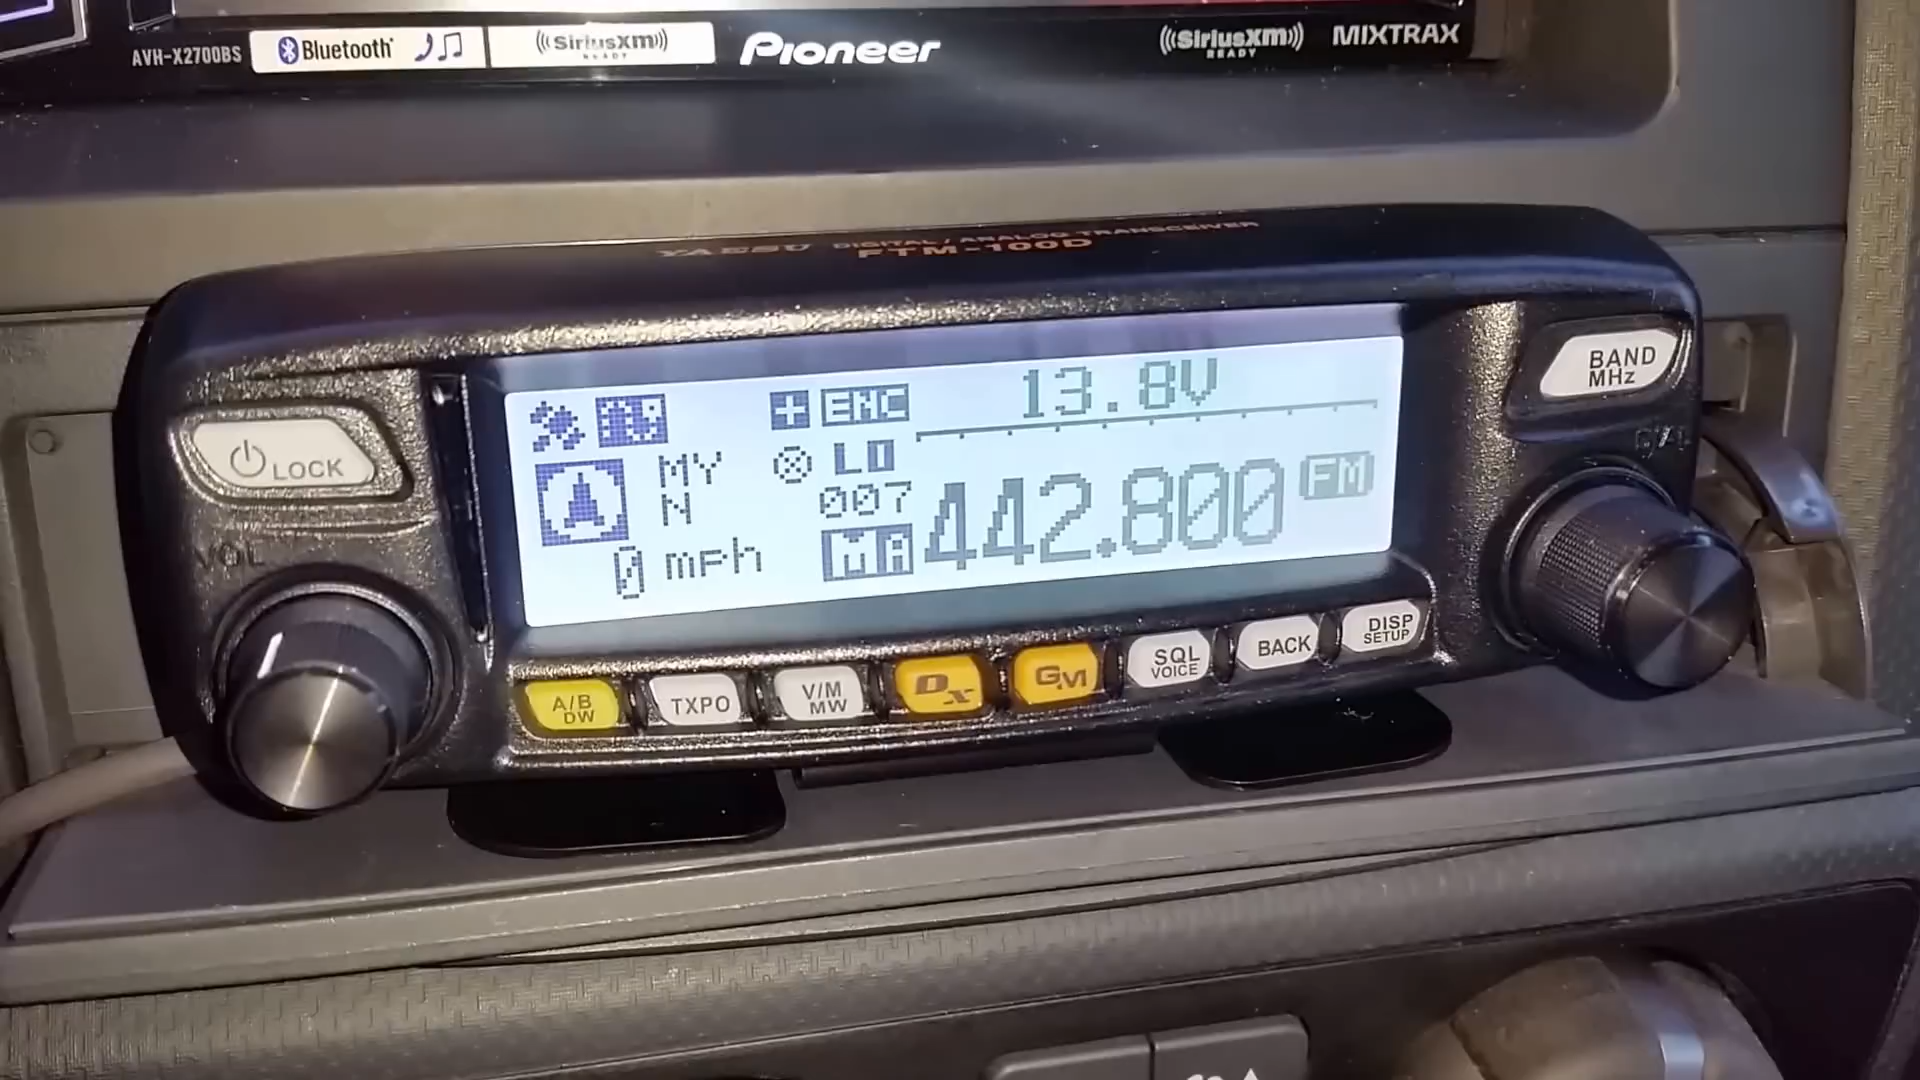 AVH-X2700BS Bluetooth ((SiriusXM)) READY Pioneer ((SiriusXM)) READY MIXTRAX
YAESU DIGITAL/ANALOG TRANSCEIVER
FTM-100D
LOCK
VOL
BAND
MHz
DIAL
+ ENC 13.8V
MY
N
LO
007
442.800 FM
0 mph
A/B
DW
TXPO
V/M
MW
DX
GM
SQL
VOICE
BACK
DISP
SETUP